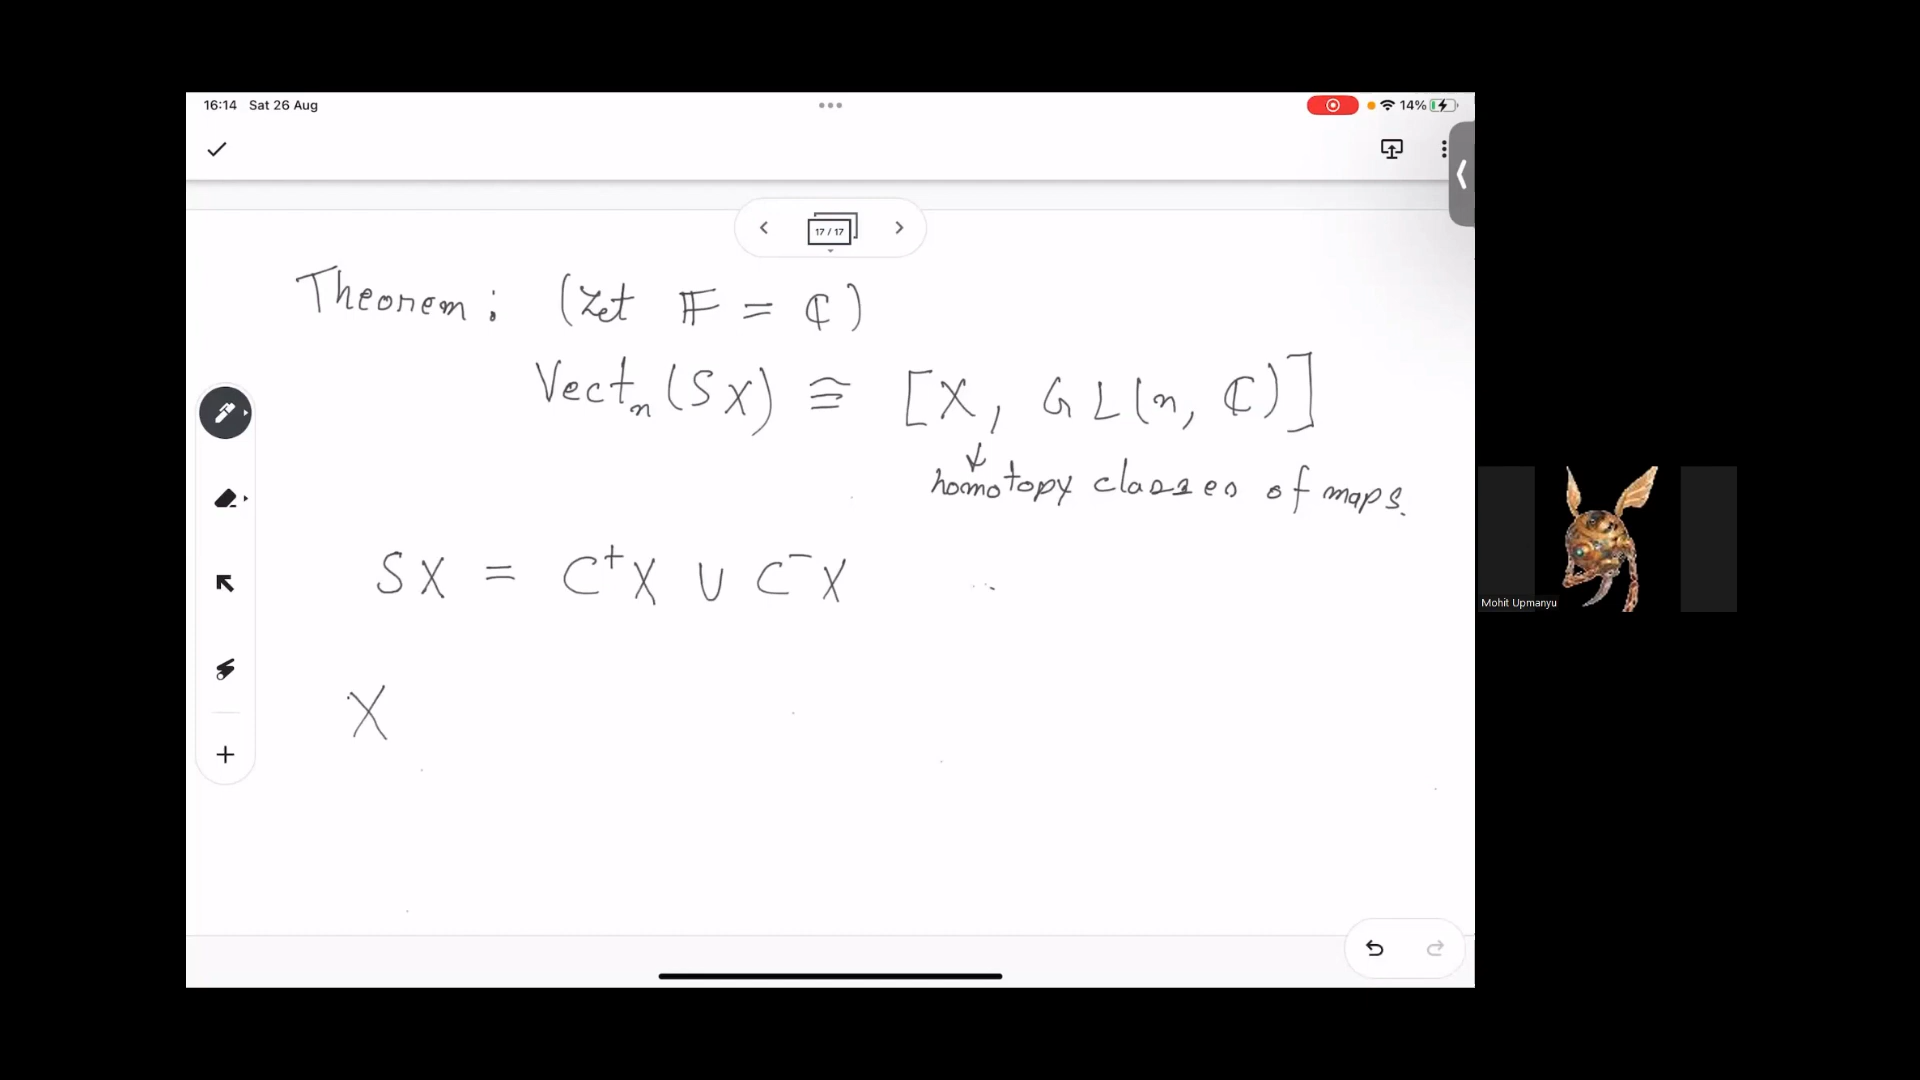 16:14 Sat 26 Aug
14%
17 / 17
Theorem: (Let 𝔽 = ℂ)
Vectₙ(SX) ≅ [X, GL(n, ℂ)]
↓
homotopy classes of maps.
SX = C⁺X ∪ C⁻X
Mohit Upmanyu
X